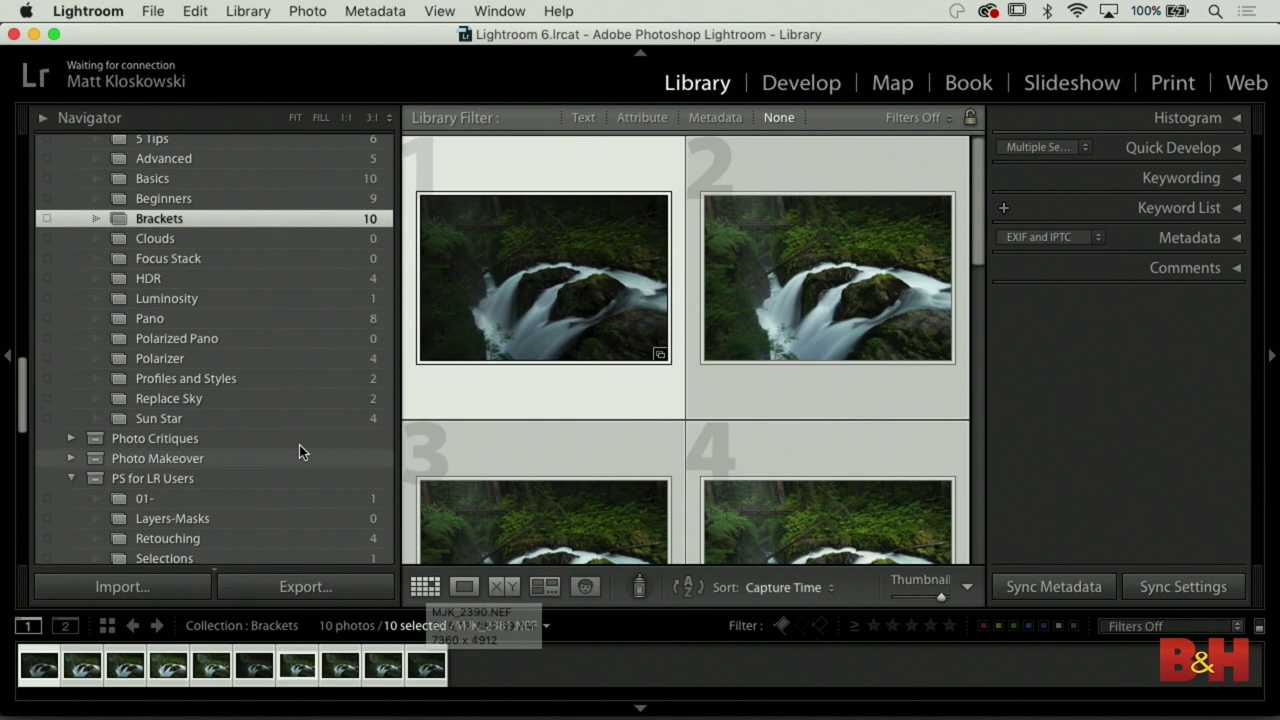 Lightroom File Edit Library Photo Metadata View Window Help 100%
Lightroom 6.lrcat - Adobe Photoshop Lightroom - Library
Lr
Waiting for connection
Matt Kloskowski
Library | Develop | Map | Book | Slideshow | Print | Web
Navigator FIT FILL 1:1 3:1
Library Filter : Text Attribute Metadata None Filters Off
Histogram
5 Tips 6
Advanced 5
Basics 10
Beginners 9
Brackets 10
Clouds 0
Focus Stack 0
HDR 4
Luminosity 1
Pano 8
Polarized Pano 0
Polarizer 4
Profiles and Styles 2
Replace Sky 2
Sun Star 4
Photo Critiques
Photo Makeover
PS for LR Users
01- 1
Layers-Masks 0
Retouching 4
Selections 1
1 2
3 4
Multiple Se... Quick Develop
Keywording
+ Keyword List
EXIF and IPTC Metadata
Comments
Import... Export...
XY
AZ
Sort: Capture Time
Thumbnail
Sync Metadata Sync Settings
1 2 Collection : Brackets 10 photos / 10 selected
MJK_2390.NEF
7360 x 4912
Filter : ≥ Filters Off
B&H